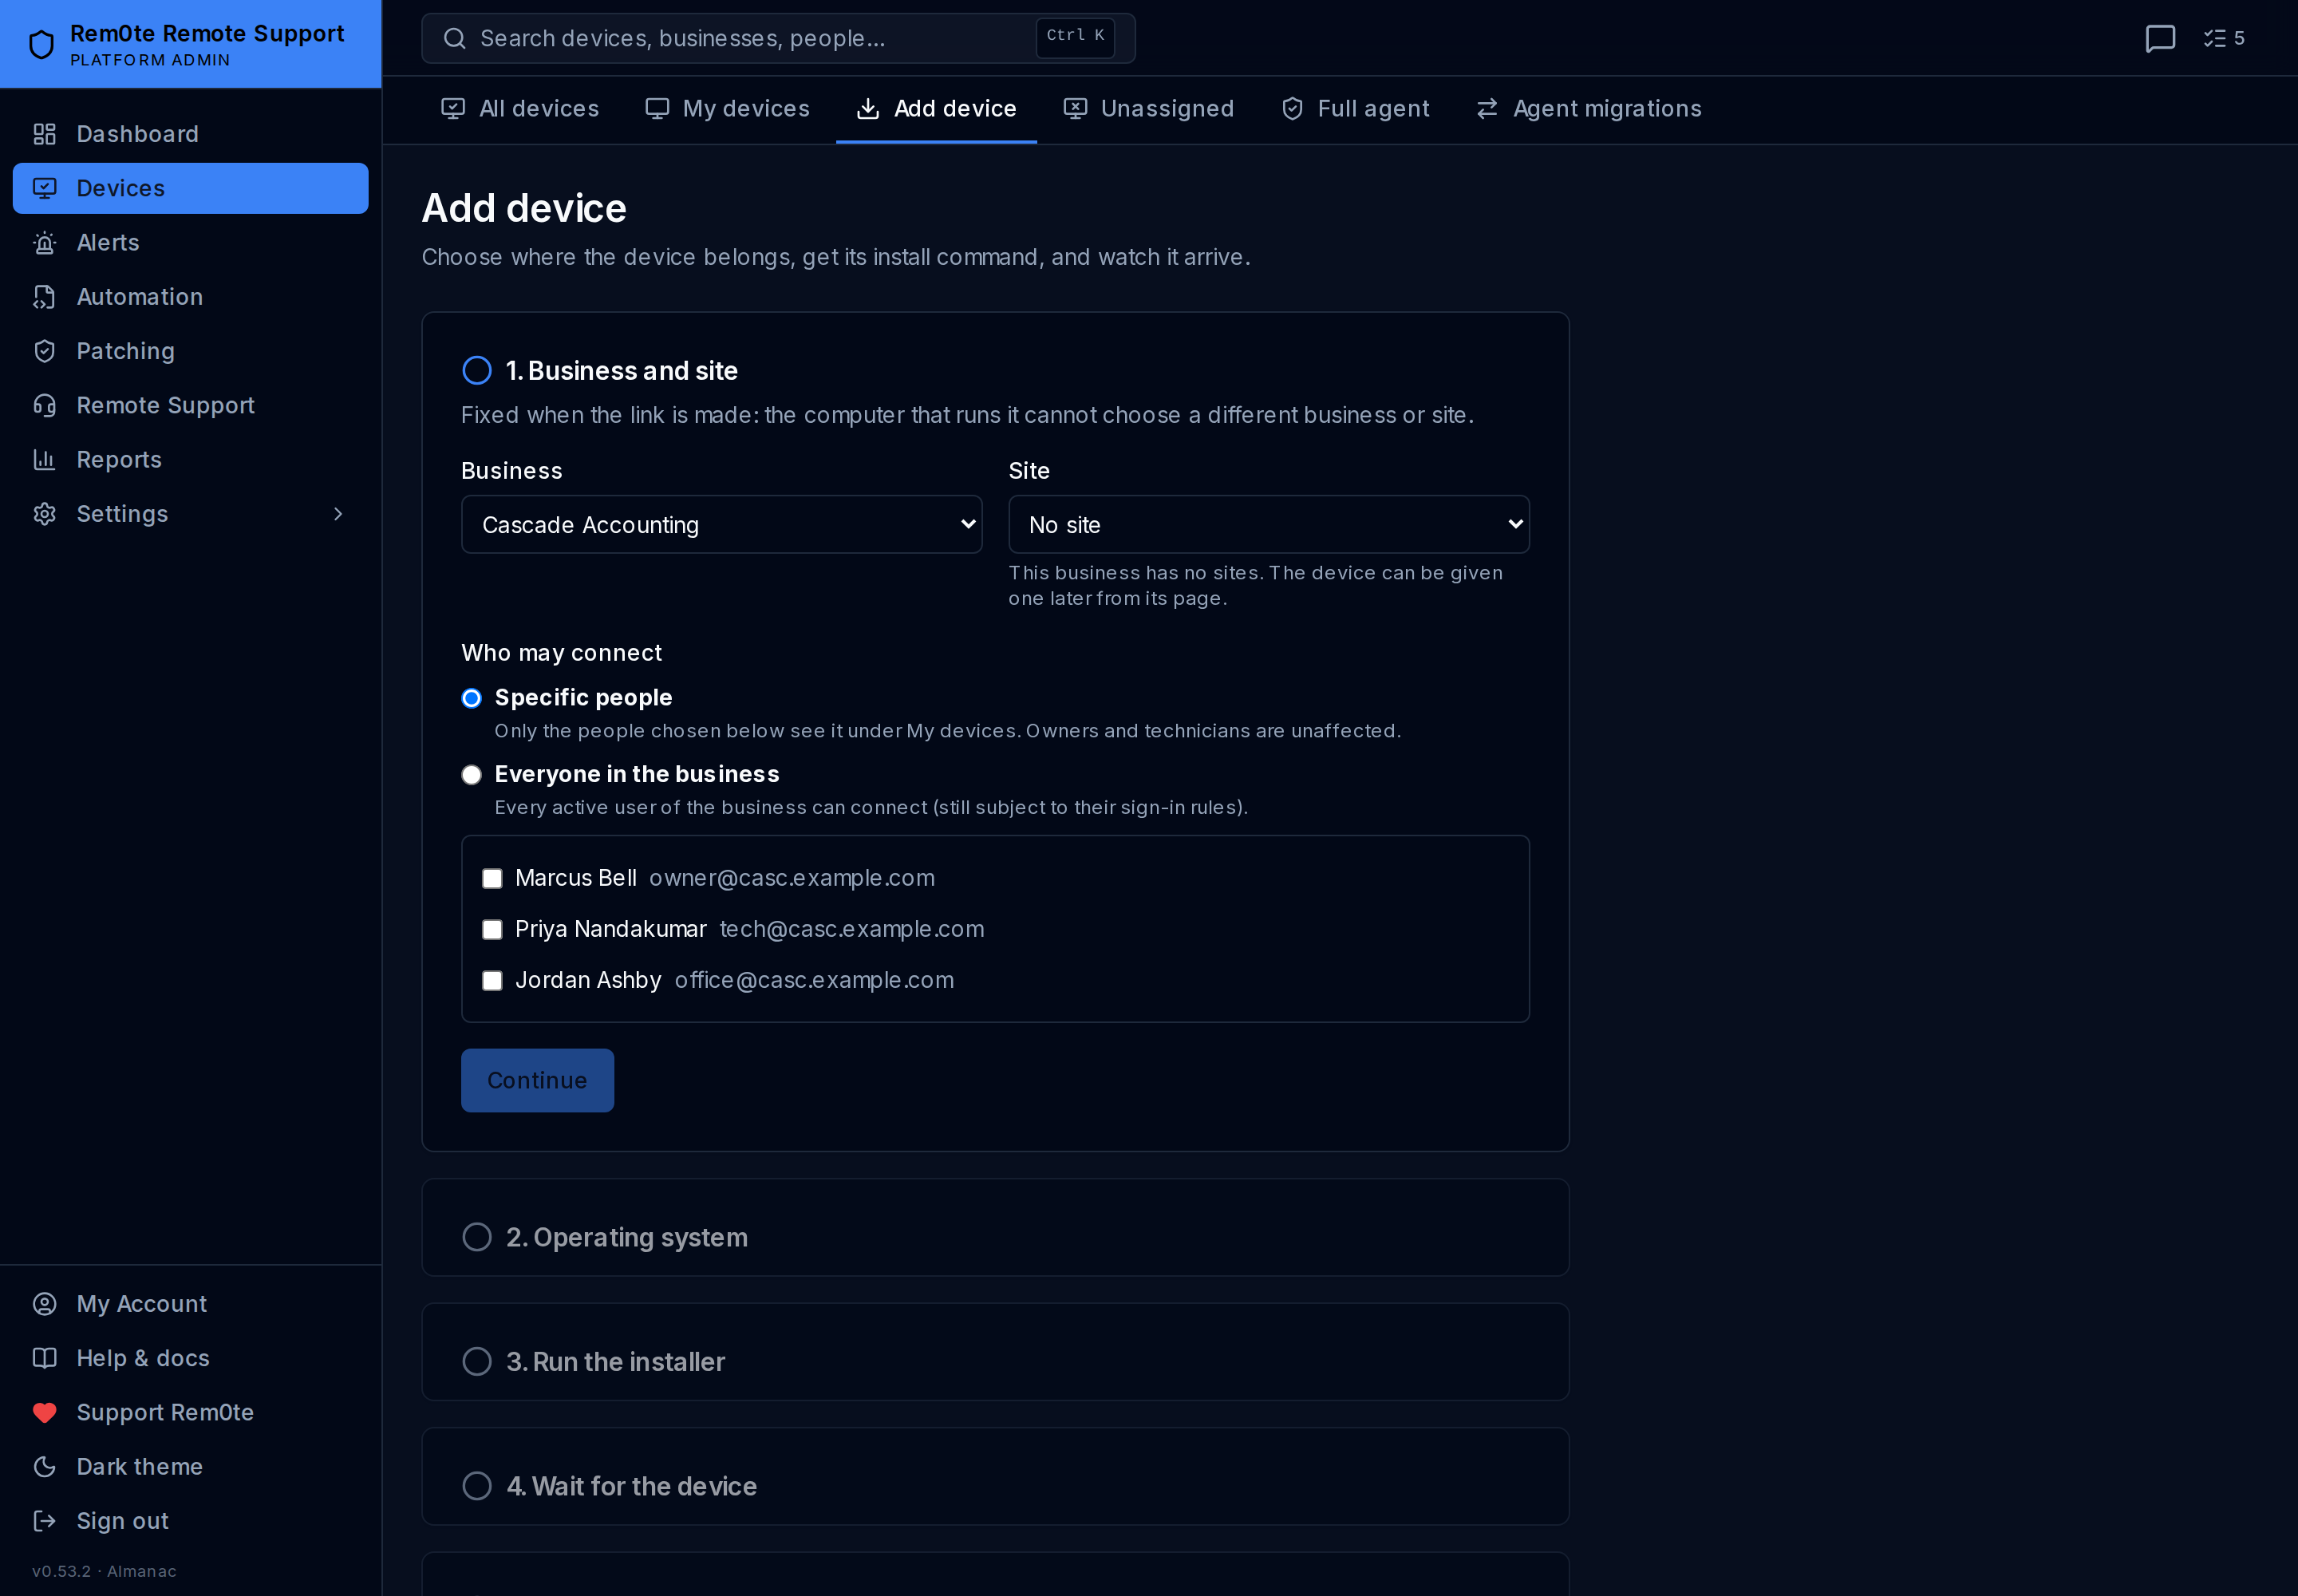 Rem0te Remote Support
PLATFORM ADMIN
Search devices, businesses, people...
Ctrl K
5
Dashboard
Devices
Alerts
Automation
Patching
Remote Support
Reports
Settings
All devices
My devices
Add device
Unassigned
Full agent
Agent migrations
Add device
Choose where the device belongs, get its install command, and watch it arrive.
1. Business and site
Fixed when the link is made: the computer that runs it cannot choose a different business or site.
Business
Site
Cascade Accounting
No site
This business has no sites. The device can be given
one later from its page.
Who may connect
Specific people
Only the people chosen below see it under My devices. Owners and technicians are unaffected.
Everyone in the business
Every active user of the business can connect (still subject to their sign-in rules).
Marcus Bell owner@casc.example.com
Priya Nandakumar tech@casc.example.com
Jordan Ashby office@casc.example.com
Continue
2. Operating system
3. Run the installer
4. Wait for the device
My Account
Help & docs
Support Rem0te
Dark theme
Sign out
v0.53.2 · Almanac